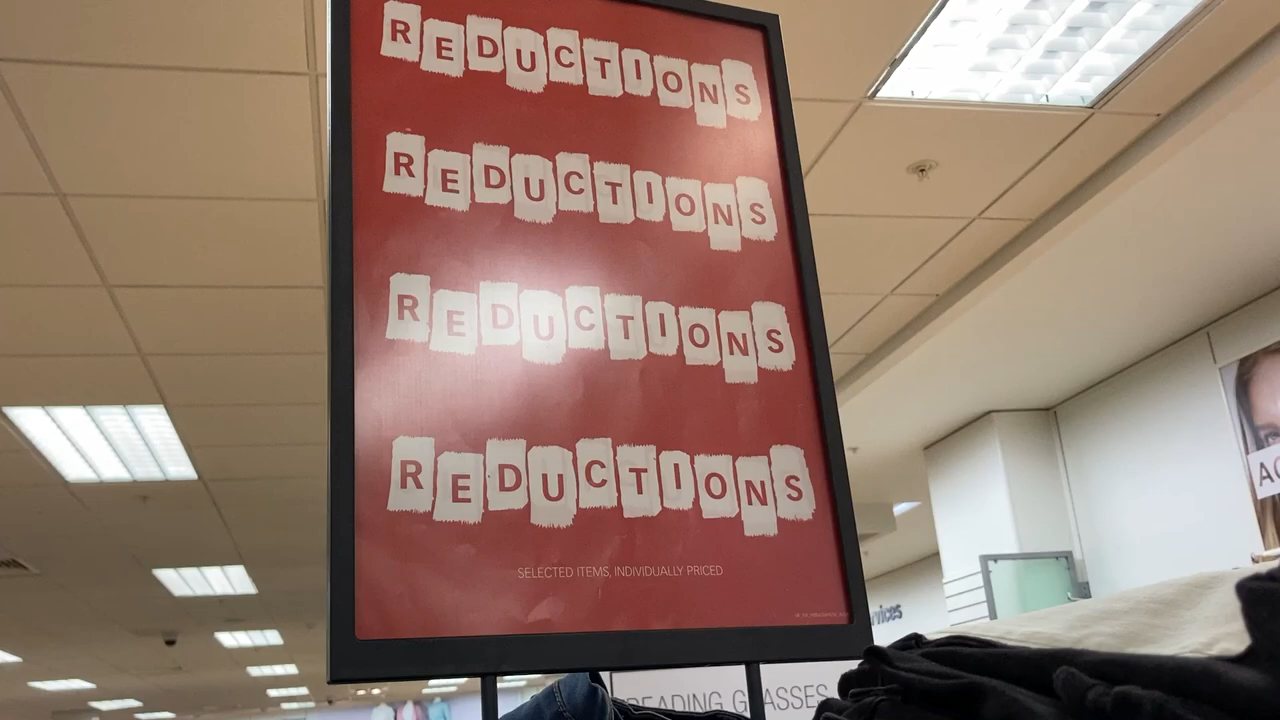 REDUCTIONS
REDUCTIONS
REDUCTIONS
REDUCTIONS
SELECTED ITEMS, INDIVIDUALLY PRICED
READING GLASSES